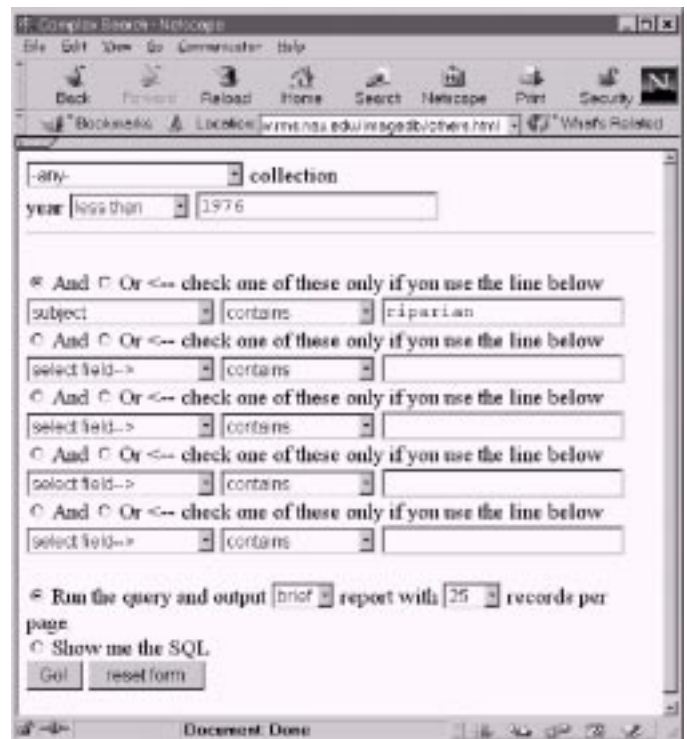 Complex Search - Netscape
File Edit View Go Communicator Help
Back Forward Reload Home Search Netscape Print Security
Bookmarks Location: w.rms.nau.edu/imagedb/others.html What's Related
-any- collection
year less than 1976
And Or <-- check one of these only if you use the line below
subject contains riparian
And Or <-- check one of these only if you use the line below
select field--> contains
And Or <-- check one of these only if you use the line below
select field--> contains
And Or <-- check one of these only if you use the line below
select field--> contains
And Or <-- check one of these only if you use the line below
select field--> contains
Run the query and output brief report with 25 records per
page
Show me the SQL
Go! reset form
Document: Done